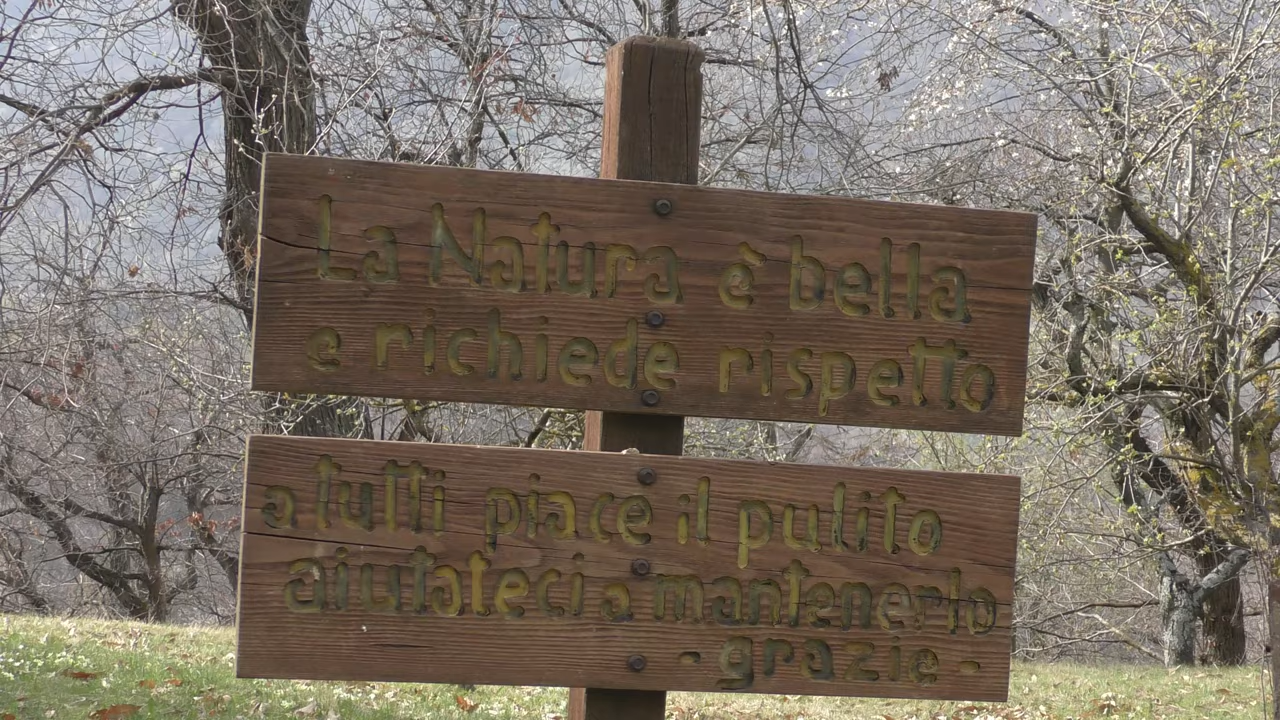 La Natura è bella
e richiede rispetto
a tutti piace il pulito
aiutateci a mantenerlo
-grazie-